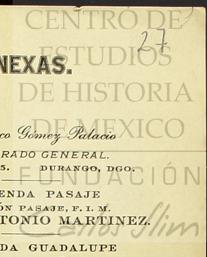 CENTRO DE
27
ESTUDIOS
NEXAS.
DE HISTORIA
DE MEXICO
co Gómez Palacio
RADO GENERAL.
5. DURANGO, DGO.
FUNDACIÓN
ENDA PASAJE
ÓN PASAJE, F. I. M.
TONIO MARTINEZ.
Carlos Slim
DA GUADALUPE